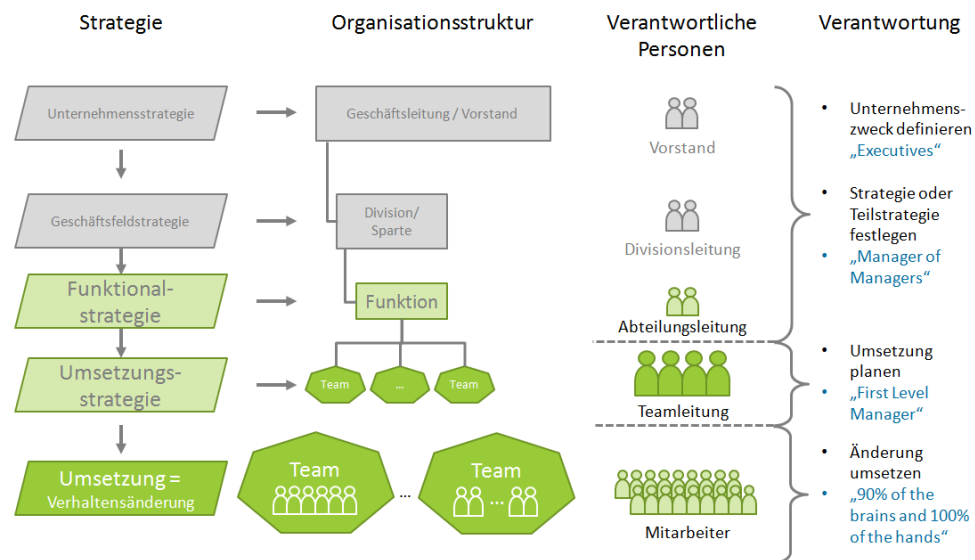 Strategie
Organisationsstruktur
Verantwortliche
Personen
Verantwortung
Unternehmensstrategie
Geschäftsleitung / Vorstand
Vorstand
• Unternehmens-
zweck definieren
„Executives“
Geschäftsfeldstrategie
Division/
Sparte
Divisionsleitung
• Strategie oder
Teilstrategie
festlegen
• „Manager of
Managers“
Funktional-
strategie
Funktion
Abteilungsleitung
Umsetzungs-
strategie
Team
...
Team
Teamleitung
• Umsetzung
planen
• „First Level
Manager“
Umsetzung =
Verhaltensänderung
Team
...
Team
...
Mitarbeiter
• Änderung
umsetzen
• „90% of the
brains and 100%
of the hands“